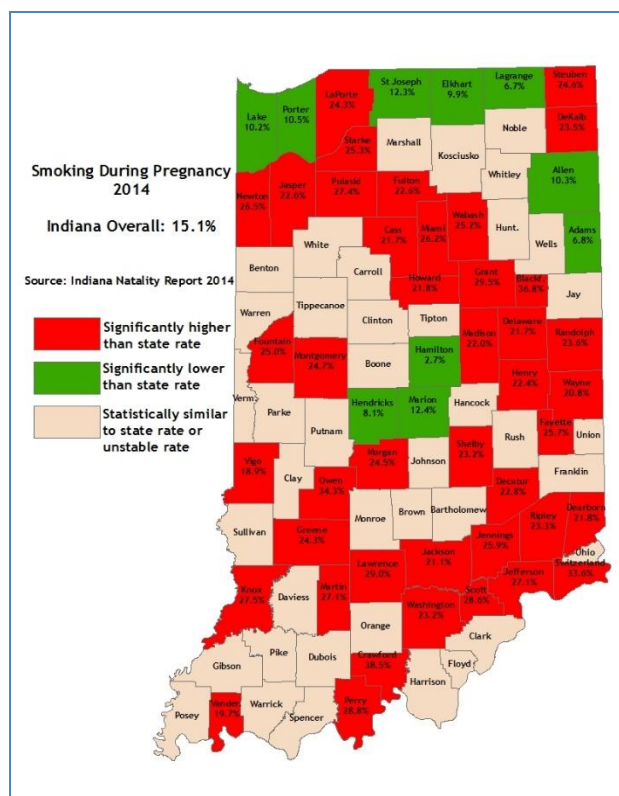 Smoking During Pregnancy
2014
Indiana Overall: 15.1%
Source: Indiana Natality Report 2014
Significantly higher
than state rate
Significantly lower
than state rate
Statistically similar
to state rate or
unstable rate
Lake
10.2%
Porter
10.5%
LaPorte
24.3%
St Joseph
12.3%
Elkhart
9.9%
Lagrange
6.7%
Steuben
24.6%
Noble
DeKalb
23.5%
Starke
25.3%
Marshall
Kosciusko
Whitley
Allen
10.3%
Newton
26.5%
Jasper
22.6%
Pulaski
27.4%
Fulton
22.6%
Wabash
25.2%
Hunt.
Wells
Adams
6.8%
White
Cass
21.7%
Miami
26.2%
Benton
Carroll
Howard
21.8%
Grant
29.5%
Blackf.
36.8%
Jay
Warren
Tippecanoe
Clinton
Tipton
Madison
22.0%
Delaware
21.7%
Randolph
23.6%
Fountain
25.0%
Montgomery
24.7%
Boone
Hamilton
2.7%
Henry
22.4%
Wayne
20.8%
Verm.
Parke
Putnam
Hendricks
8.1%
Marion
12.4%
Hancock
Rush
Fayette
25.7%
Union
Vigo
18.9%
Clay
Owen
34.3%
Morgan
24.5%
Johnson
Shelby
23.2%
Franklin
Decatur
22.8%
Sullivan
Greene
24.3%
Monroe
Brown
Bartholomew
Jennings
25.9%
Ripley
23.3%
Dearborn
21.8%
Ohio
Switzerland
33.6%
Lawrence
29.0%
Jackson
21.1%
Jefferson
27.1%
Knox
27.5%
Daviess
Martin
27.1%
Orange
Washington
23.2%
Scott
28.6%
Clark
Gibson
Pike
Dubois
Crawford
38.5%
Floyd
Harrison
Posey
Vander.
19.7%
Warrick
Spencer
Perry
28.8%